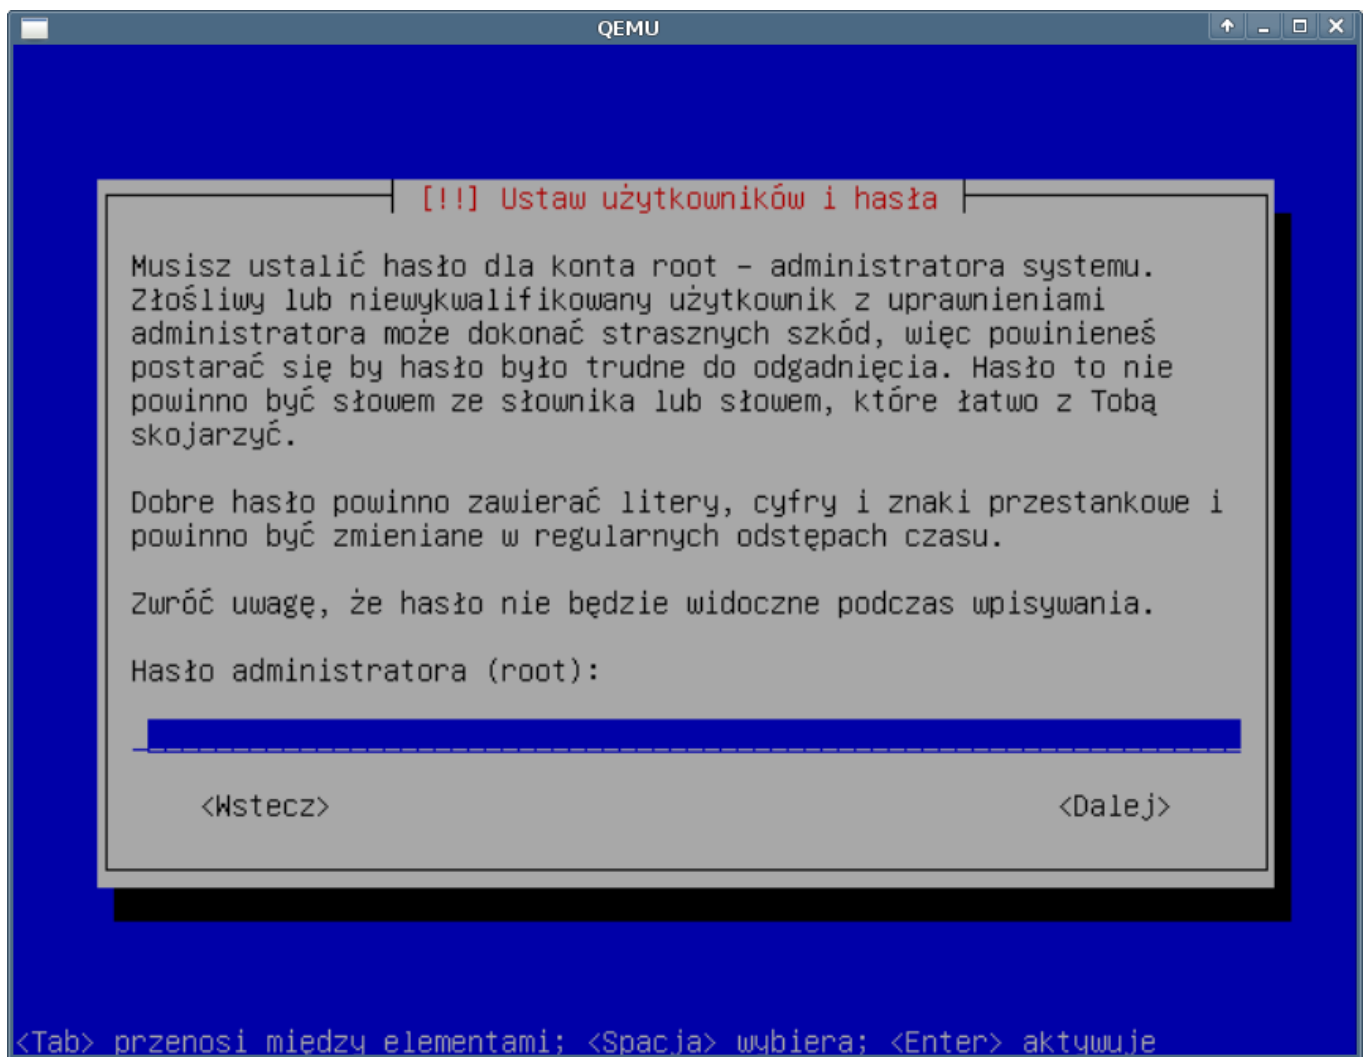 QEMU
[!!] Ustaw użytkowników i hasła
Musisz ustalić hasło dla konta root – administratora systemu.
Złośliwy lub niewykwalifikowany użytkownik z uprawnieniami
administratora może dokonać strasznych szkód, więc powinieneś
postarać się by hasło było trudne do odgadnięcia. Hasło to nie
powinno być słowem ze słownika lub słowem, które łatwo z Tobą
skojarzyć.
Dobre hasło powinno zawierać litery, cyfry i znaki przestankowe i
powinno być zmieniane w regularnych odstępach czasu.
Zwróć uwagę, że hasło nie będzie widoczne podczas wpisywania.
Hasło administratora (root):
<Wstecz> <Dalej>
<Tab> przenosi między elementami; <Spacja> wybiera; <Enter> aktywuje